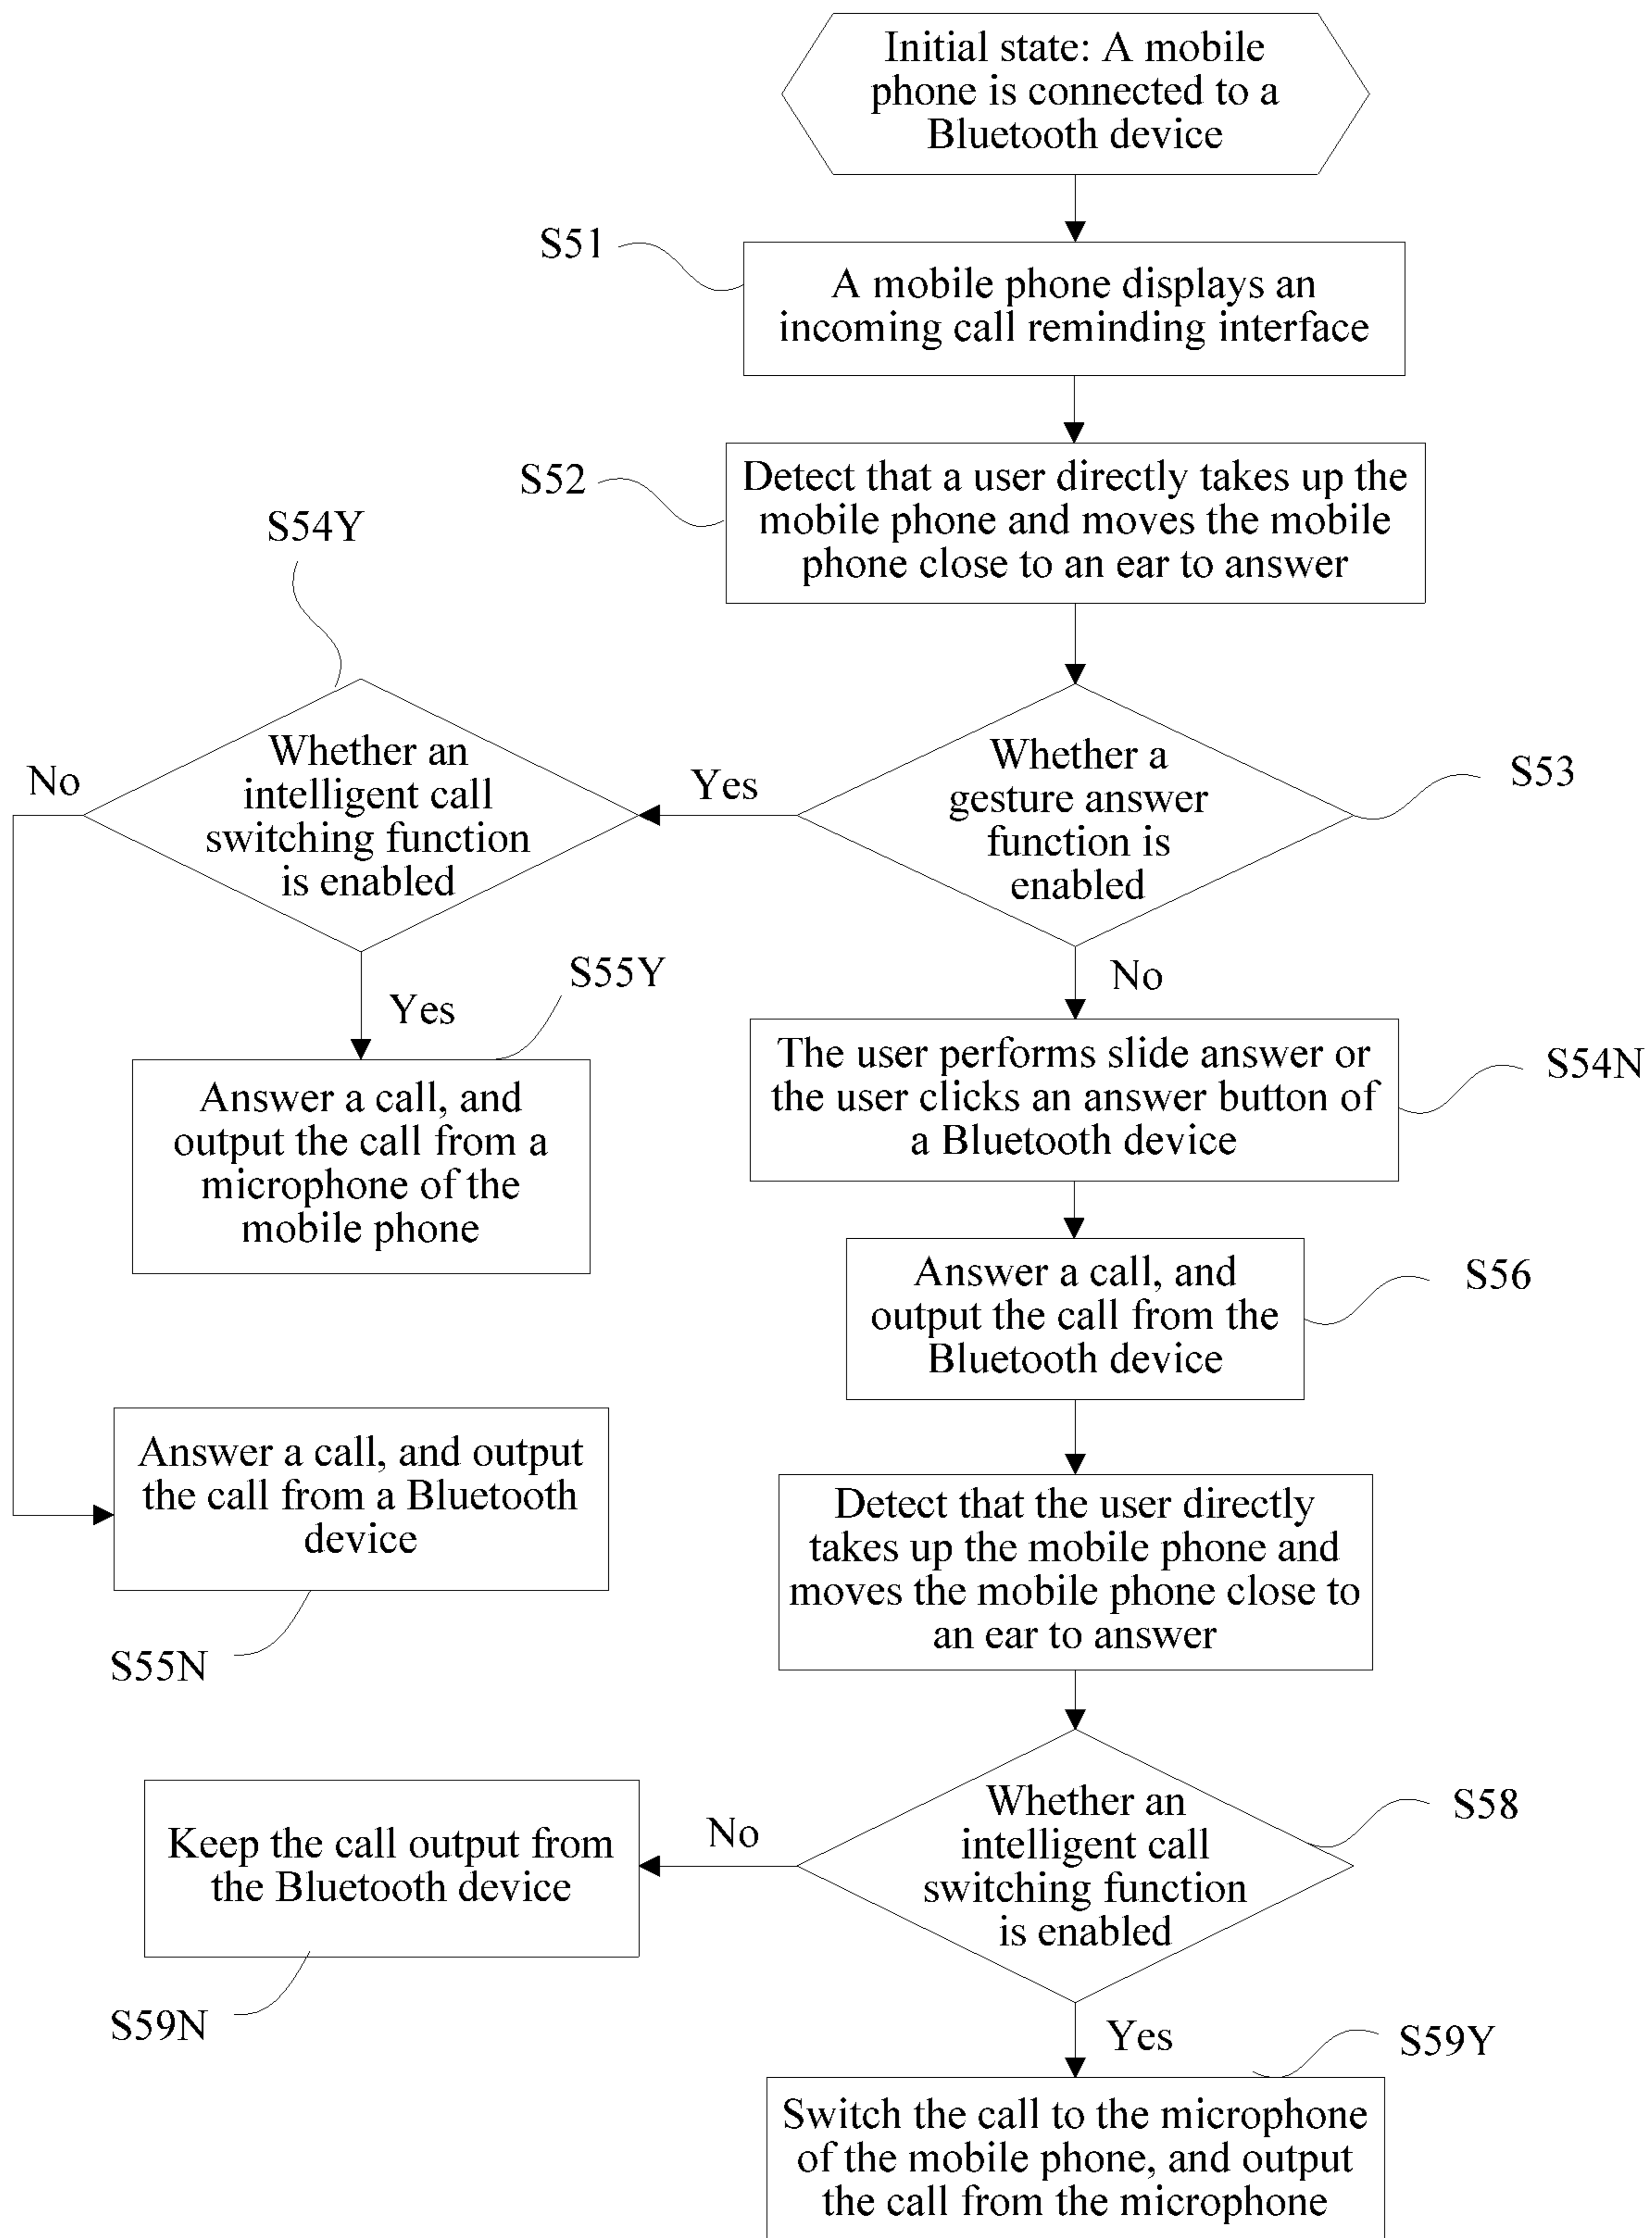 Initial state: A mobile
phone is connected to a
Bluetooth device
S51
A mobile phone displays an
incoming call reminding interface
S52
Detect that a user directly takes up the
mobile phone and moves the mobile
phone close to an ear to answer
S54Y
Whether an
intelligent call
switching function
is enabled
No
Yes
Whether a
gesture answer
function is
enabled
S53
Yes
S55Y
Answer a call, and
output the call from a
microphone of the
mobile phone
No
The user performs slide answer or
the user clicks an answer button of
a Bluetooth device
S54N
Answer a call, and
output the call from the
Bluetooth device
S56
Answer a call, and output
the call from a Bluetooth
device
S55N
Detect that the user directly
takes up the mobile phone and
moves the mobile phone close to
an ear to answer
Whether an
intelligent call
switching function
is enabled
S58
No
Keep the call output from
the Bluetooth device
S59N
Yes
S59Y
Switch the call to the microphone
of the mobile phone, and output
the call from the microphone